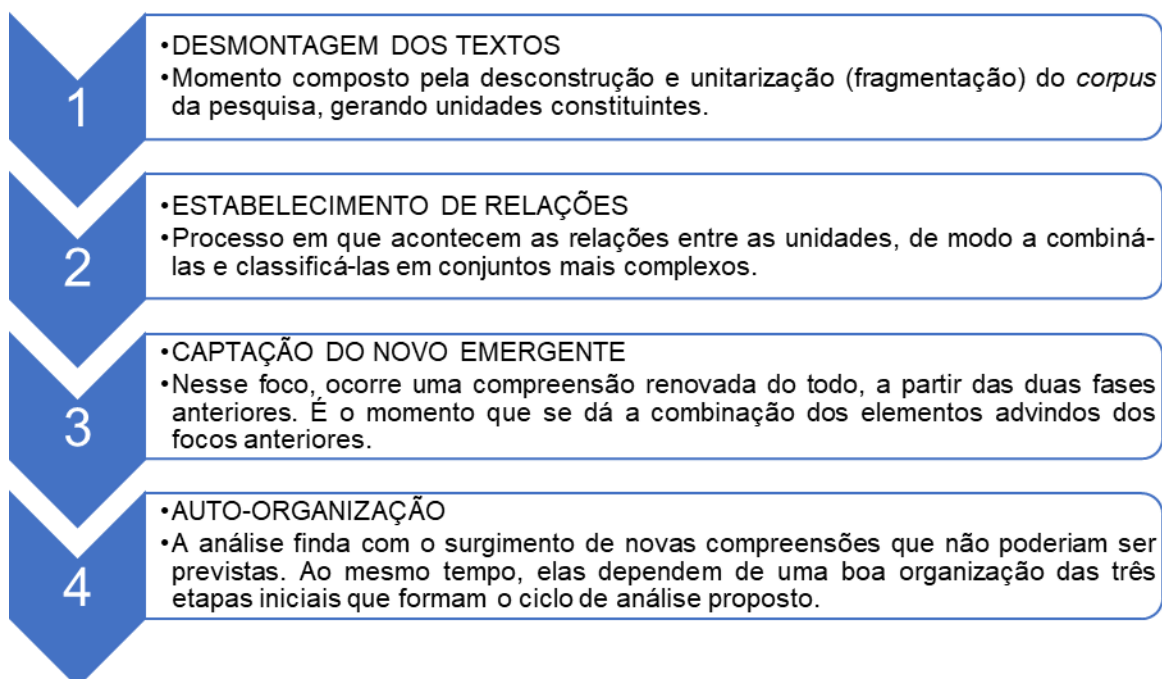 1
•DESMONTAGEM DOS TEXTOS
•Momento composto pela desconstrução e unitarização (fragmentação) do corpus
da pesquisa, gerando unidades constituintes.
2
•ESTABELECIMENTO DE RELAÇÕES
•Processo em que acontecem as relações entre as unidades, de modo a combiná-
las e classificá-las em conjuntos mais complexos.
3
•CAPTAÇÃO DO NOVO EMERGENTE
•Nesse foco, ocorre uma compreensão renovada do todo, a partir das duas fases
anteriores. É o momento que se dá a combinação dos elementos advindos dos
focos anteriores.
4
•AUTO-ORGANIZAÇÃO
•A análise finda com o surgimento de novas compreensões que não poderiam ser
previstas. Ao mesmo tempo, elas dependem de uma boa organização das três
etapas iniciais que formam o ciclo de análise proposto.